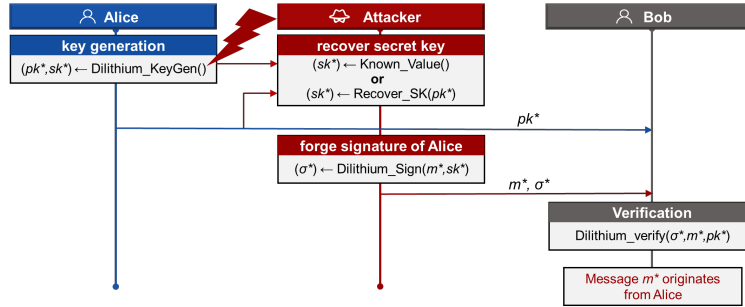 Alice
Attacker
Bob
key generation
(pk*,sk*) ← Dilithium_KeyGen()
recover secret key
(sk*) ← Known_Value()
or
(sk*) ← Recover_SK(pk*)
pk*
forge signature of Alice
(σ*) ← Dilithium_Sign(m*,sk*)
m*, σ*
Verification
Dilithium_verify(σ*,m*,pk*)
Message m* originates
from Alice